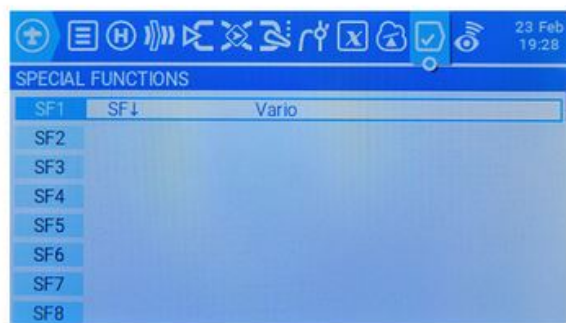 23 Feb
19:28
SPECIAL FUNCTIONS
SF1 SF↓ Vario
SF2
SF3
SF4
SF5
SF6
SF7
SF8